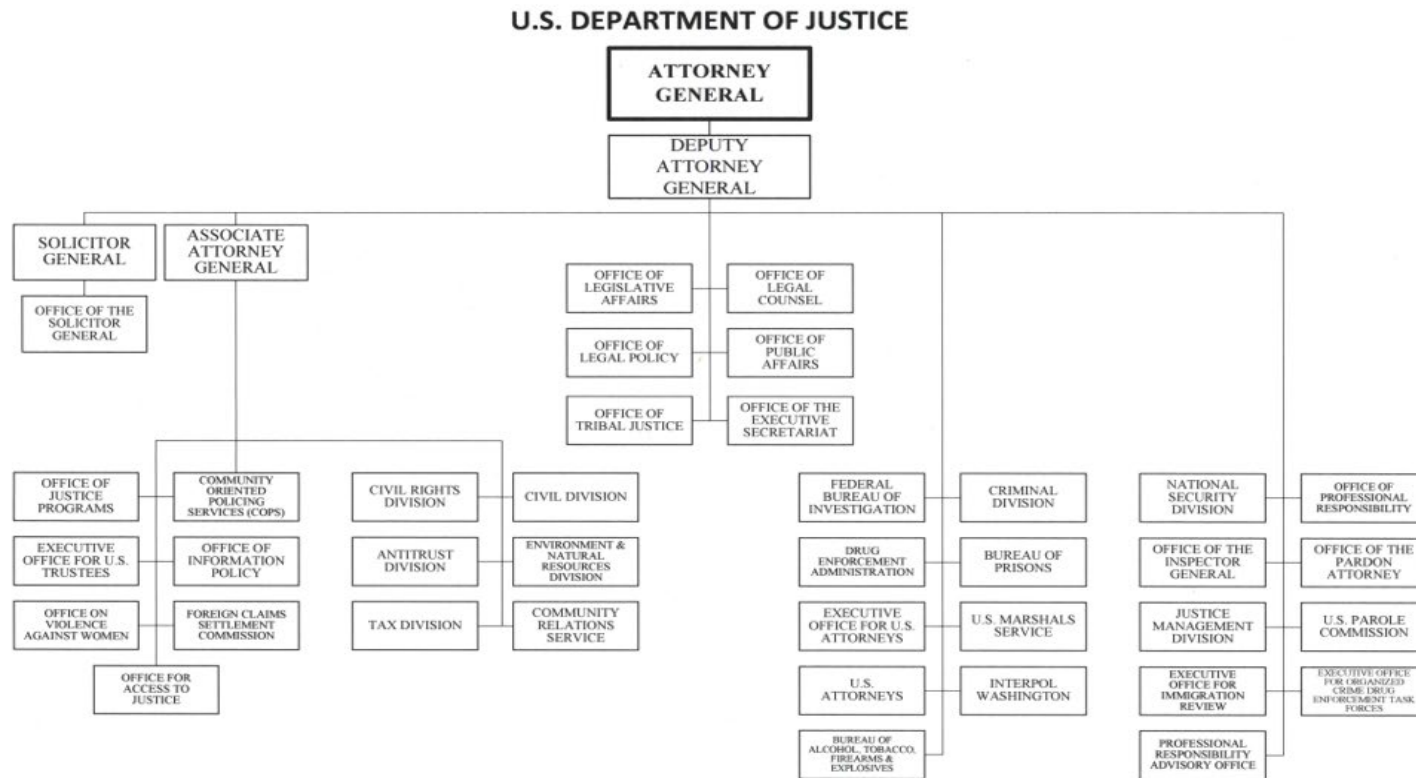 U.S. DEPARTMENT OF JUSTICE
ATTORNEY
GENERAL
DEPUTY
ATTORNEY
GENERAL
SOLICITOR
GENERAL
ASSOCIATE
ATTORNEY
GENERAL
OFFICE OF THE
SOLICITOR
GENERAL
OFFICE OF
LEGISLATIVE
AFFAIRS
OFFICE OF
LEGAL
COUNSEL
OFFICE OF
LEGAL POLICY
OFFICE OF
PUBLIC
AFFAIRS
OFFICE OF
TRIBAL JUSTICE
OFFICE OF THE
EXECUTIVE
SECRETARIAT
OFFICE OF
JUSTICE
PROGRAMS
COMMUNITY
ORIENTED
POLICING
SERVICES (COPS)
EXECUTIVE
OFFICE FOR U.S.
TRUSTEES
OFFICE OF
INFORMATION
POLICY
OFFICE ON
VIOLENCE
AGAINST WOMEN
FOREIGN CLAIMS
SETTLEMENT
COMMISSION
OFFICE FOR
ACCESS TO
JUSTICE
CIVIL RIGHTS
DIVISION
CIVIL DIVISION
ANTITRUST
DIVISION
ENVIRONMENT &
NATURAL
RESOURCES
DIVISION
TAX DIVISION
COMMUNITY
RELATIONS
SERVICE
FEDERAL
BUREAU OF
INVESTIGATION
CRIMINAL
DIVISION
DRUG
ENFORCEMENT
ADMINISTRATION
BUREAU OF
PRISONS
EXECUTIVE
OFFICE FOR U.S.
ATTORNEYS
U.S. MARSHALS
SERVICE
U.S.
ATTORNEYS
INTERPOL
WASHINGTON
BUREAU OF
ALCOHOL, TOBACCO,
FIREARMS &
EXPLOSIVES
NATIONAL
SECURITY
DIVISION
OFFICE OF
PROFESSIONAL
RESPONSIBILITY
OFFICE OF THE
INSPECTOR
GENERAL
OFFICE OF THE
PARDON
ATTORNEY
JUSTICE
MANAGEMENT
DIVISION
U.S. PAROLE
COMMISSION
EXECUTIVE
OFFICE FOR
IMMIGRATION
REVIEW
EXECUTIVE OFFICE
FOR ORGANIZED
CRIME DRUG
ENFORCEMENT TASK
FORCES
PROFESSIONAL
RESPONSIBILITY
ADVISORY OFFICE